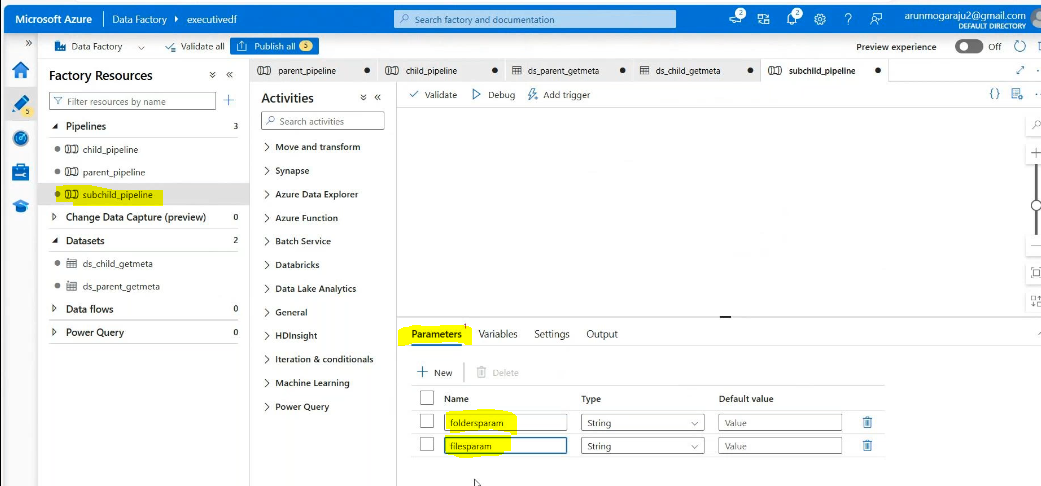 Microsoft Azure
Data Factory
executivedf
Search factory and documentation
2
2
arunmogaraju2@gmail.com
DEFAULT DIRECTORY
Data Factory
Validate all
Publish all 5
Preview experience
Off
5
Factory Resources
Filter resources by name
Pipelines 3
child_pipeline
parent_pipeline
subchild_pipeline
Change Data Capture (preview) 0
Datasets 2
ds_child_getmeta
ds_parent_getmeta
Data flows 0
Power Query 0
parent_pipeline
child_pipeline
ds_parent_getmeta
ds_child_getmeta
subchild_pipeline
Activities
Search activities
Move and transform
Synapse
Azure Data Explorer
Azure Function
Batch Service
Databricks
Data Lake Analytics
General
HDInsight
Iteration & conditionals
Machine Learning
Power Query
Validate
Debug
Add trigger
Parameters 1
Variables
Settings
Output
New
Delete
Name Type Default value
foldersparam String Value
filesparam String Value